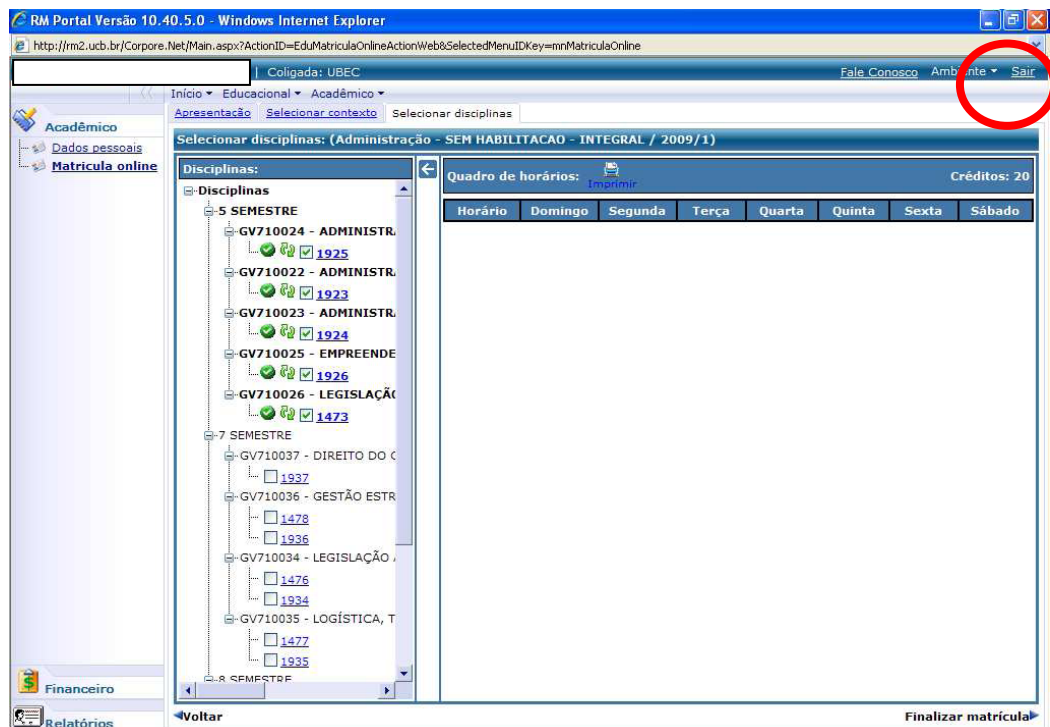 RM Portal Versão 10.40.5.0 - Windows Internet Explorer
http://rm2.ucb.br/Corpore.Net/Main.aspx?ActionID=EduMatriculaOnlineActionWeb&SelectedMenuIDKey=mnMatriculaOnline
| Coligada: UBEC Fale Conosco Ambiente Sair
Início Educacional Acadêmico
Apresentacão Selecionar contexto Selecionar disciplinas
Acadêmico
Dados pessoais
Matricula online
Selecionar disciplinas: (Administração - SEM HABILITACAO - INTEGRAL / 2009/1)
Disciplinas:
Disciplinas
5 SEMESTRE
GV710024 - ADMINISTR
1925
GV710022 - ADMINISTR
1923
GV710023 - ADMINISTR
1924
GV710025 - EMPREENDE
1926
GV710026 - LEGISLAÇÃ
1473
7 SEMESTRE
GV710037 - DIREITO DO
1937
GV710036 - GESTÃO ESTR
1478
1936
GV710034 - LEGISLAÇÃO
1476
1934
GV710035 - LOGÍSTICA, T
1477
1935
8 SEMESTRE
Quadro de horários: Imprimir Créditos: 20
Horário Domingo Segunda Terça Quarta Quinta Sexta Sábado
Financeiro
Relatórios
Voltar Finalizar matrícula